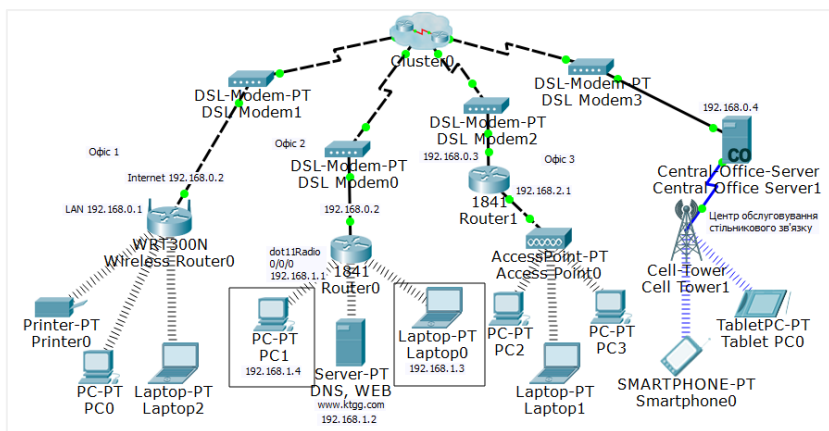 Cluster0
DSL-Modem-PT
DSL Modem1
DSL-Modem-PT
DSL Modem3
192.168.0.4
DSL-Modem-PT
DSL Modem2
Офіс 1
Офіс 2
DSL-Modem-PT
DSL Modem0
192.168.0.3
Офіс 3
CO
Central-Office-Server
Central Office Server1
Internet 192.168.0.2
192.168.2.1
1841
Router1
LAN 192.168.0.1
192.168.0.2
Центр обслуговування
стільникового зв'язку
WRT300N
Wireless Router0
dot11Radio
0/0/0
192.168.1.1
1841
Router0
AccessPoint-PT
Access Point0
Cell-Tower
Cell Tower1
Printer-PT
Printer0
PC-PT
PC1
192.168.1.4
Laptop-PT
Laptop0
192.168.1.3
PC-PT
PC2
PC-PT
PC3
TabletPC-PT
Tablet PC0
PC-PT
PC0
Laptop-PT
Laptop2
Server-PT
DNS, WEB
www.ktgg.com
192.168.1.2
Laptop-PT
Laptop1
SMARTPHONE-PT
Smartphone0